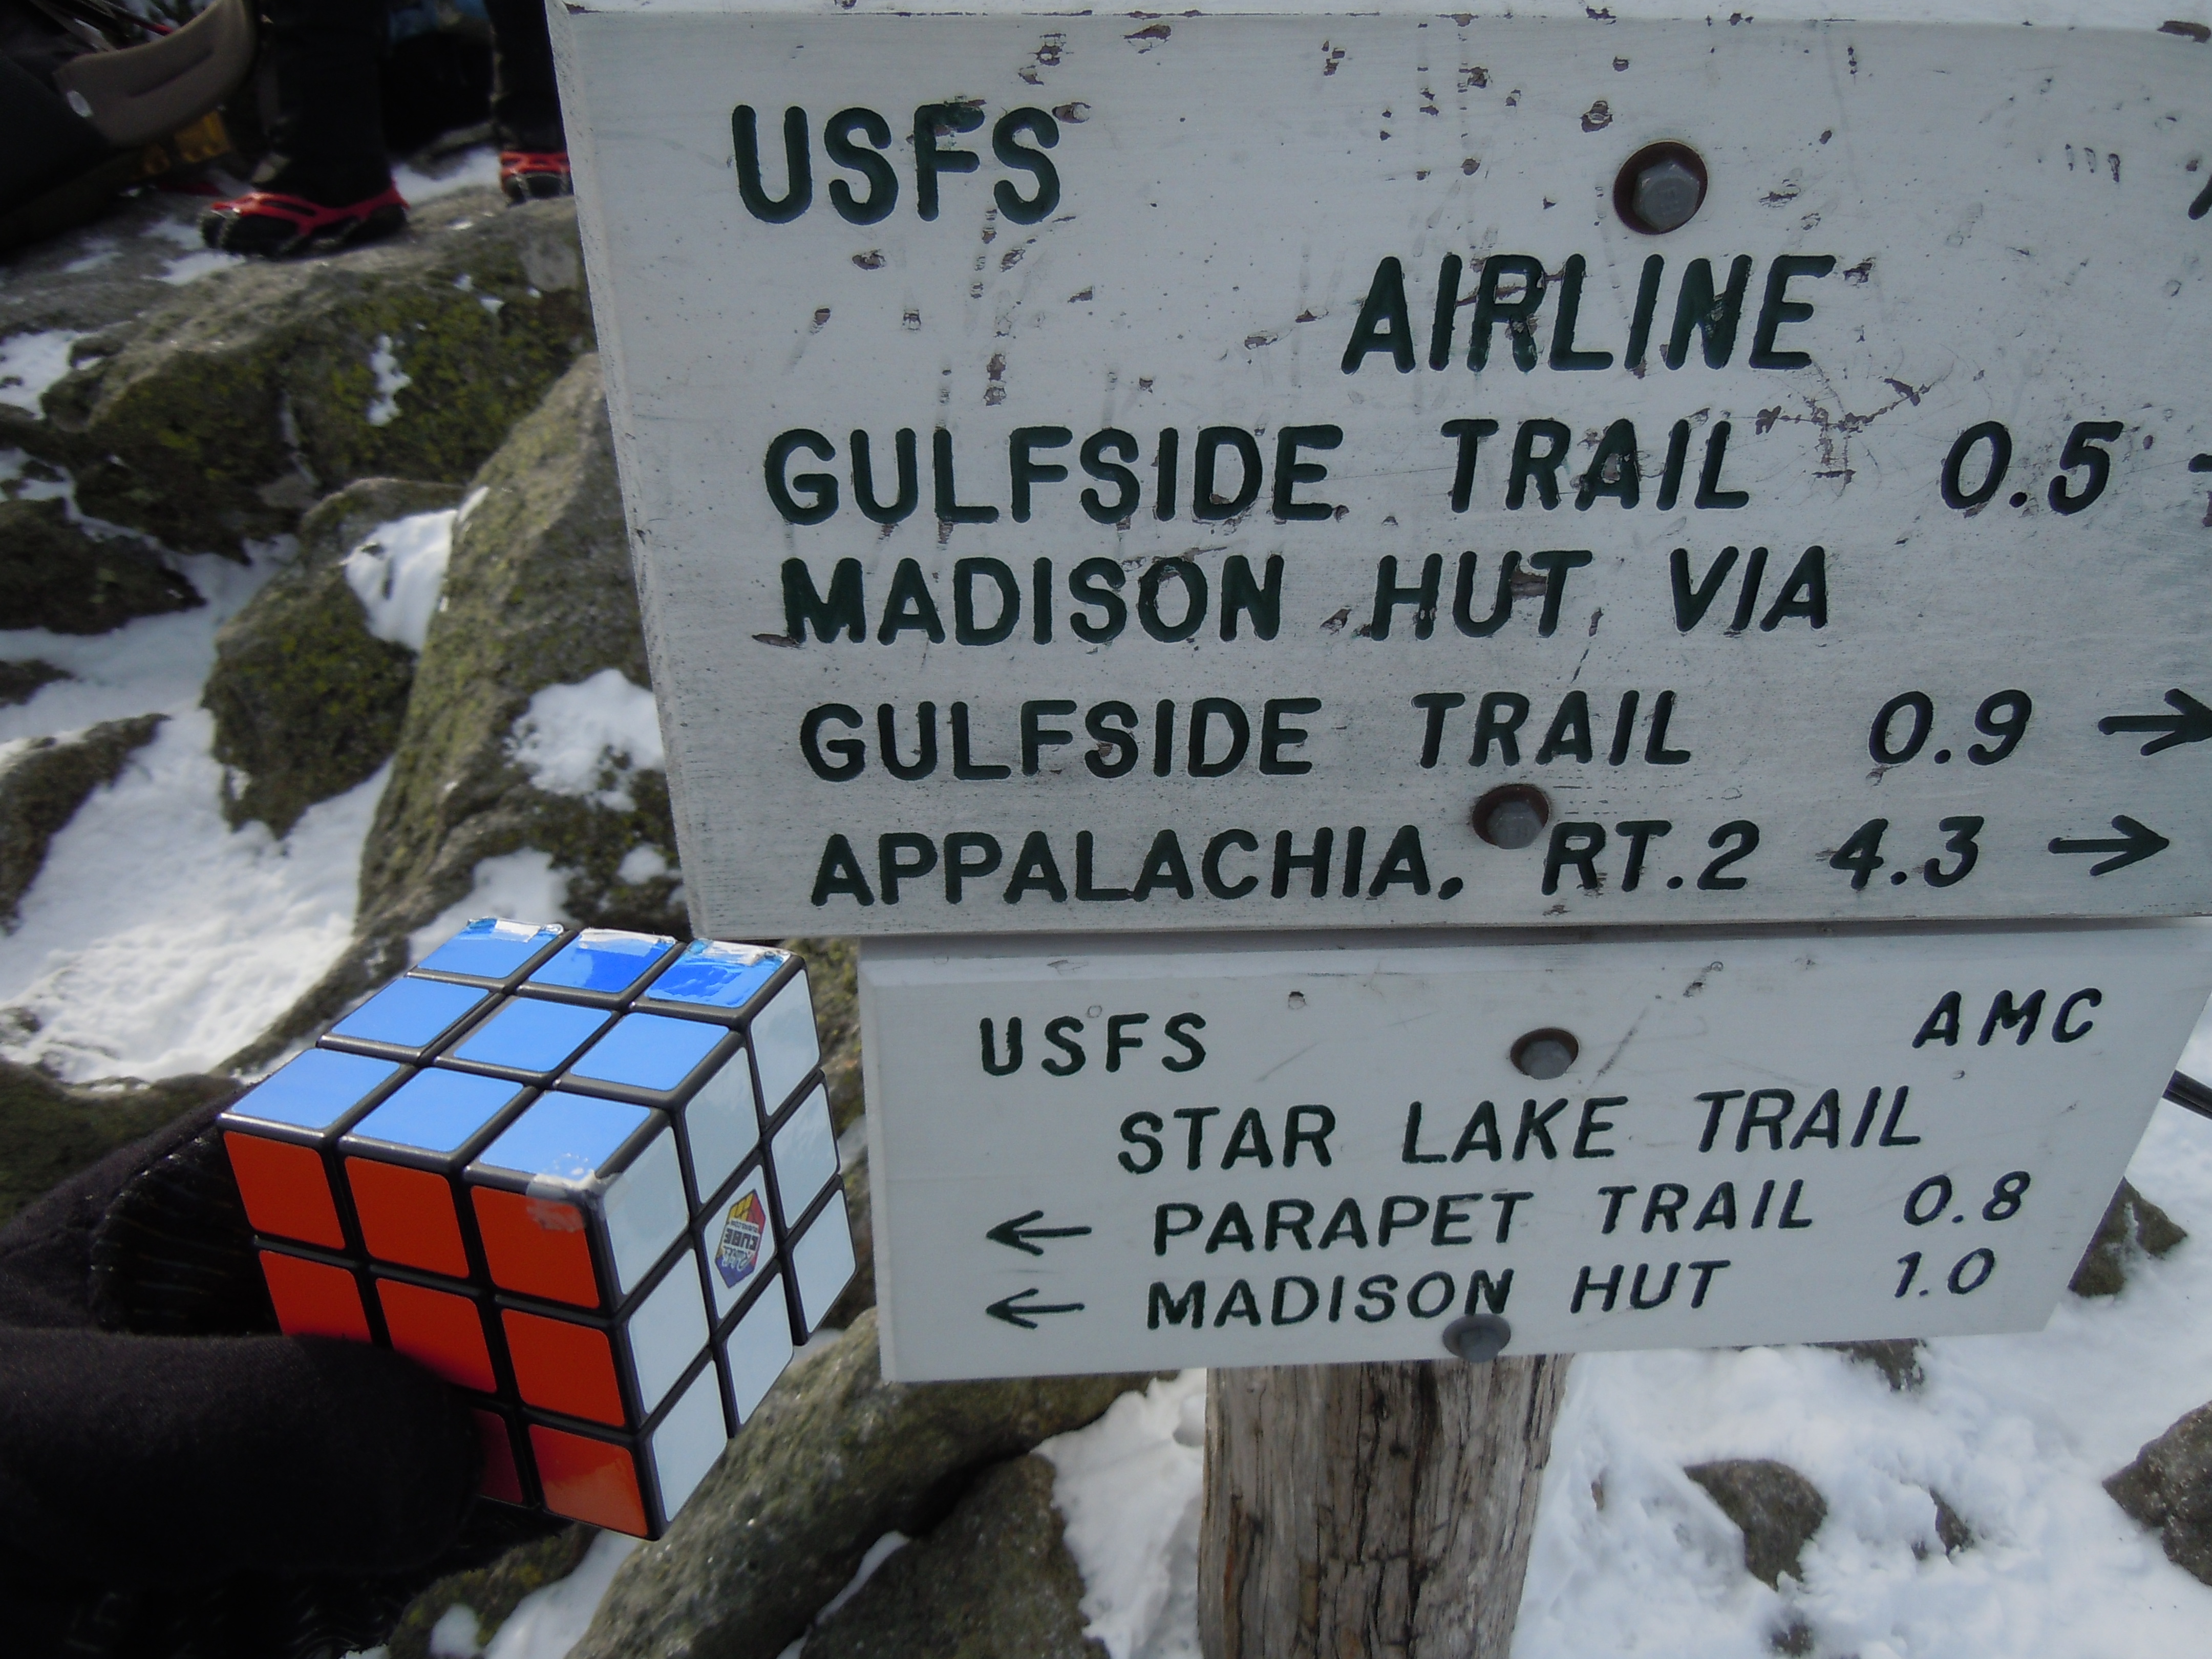 USFS
AIRLINE
GULFSIDE TRAIL 0.5
MADISON HUT VIA
GULFSIDE TRAIL 0.9 →
APPALACHIA, RT.2 4.3 →
USFS AMC
STAR LAKE TRAIL
← PARAPET TRAIL 0.8
← MADISON HUT 1.0
CUBE